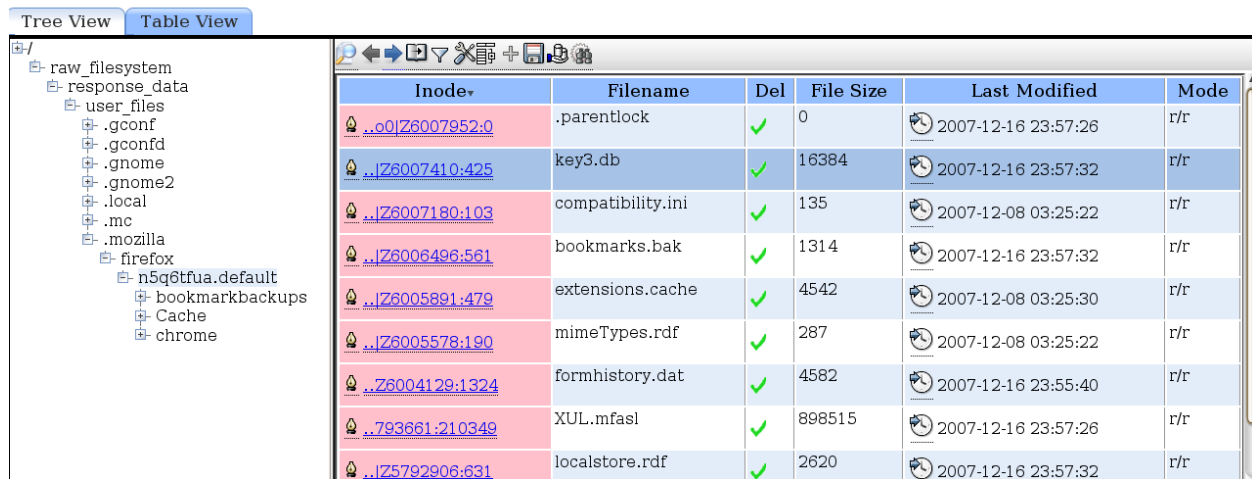 Tree View Table View
/
raw_filesystem
response_data
user_files
.gconf
.gconfd
.gnome
.gnome2
.local
.mc
.mozilla
firefox
n5q6tfua.default
bookmarkbackups
Cache
chrome
Inode Filename Del File Size Last Modified Mode
..o0|Z6007952:0 .parentlock 0 2007-12-16 23:57:26 r/r
..|Z6007410:425 key3.db 16384 2007-12-16 23:57:32 r/r
..|Z6007180:103 compatibility.ini 135 2007-12-08 03:25:22 r/r
..|Z6006496:561 bookmarks.bak 1314 2007-12-16 23:57:32 r/r
..|Z6005891:479 extensions.cache 4542 2007-12-08 03:25:30 r/r
..|Z6005578:190 mimeTypes.rdf 287 2007-12-08 03:25:22 r/r
..Z6004129:1324 formhistory.dat 4582 2007-12-16 23:55:40 r/r
..793661:210349 XUL.mfasl 898515 2007-12-16 23:57:26 r/r
..|Z5792906:631 localstore.rdf 2620 2007-12-16 23:57:32 r/r